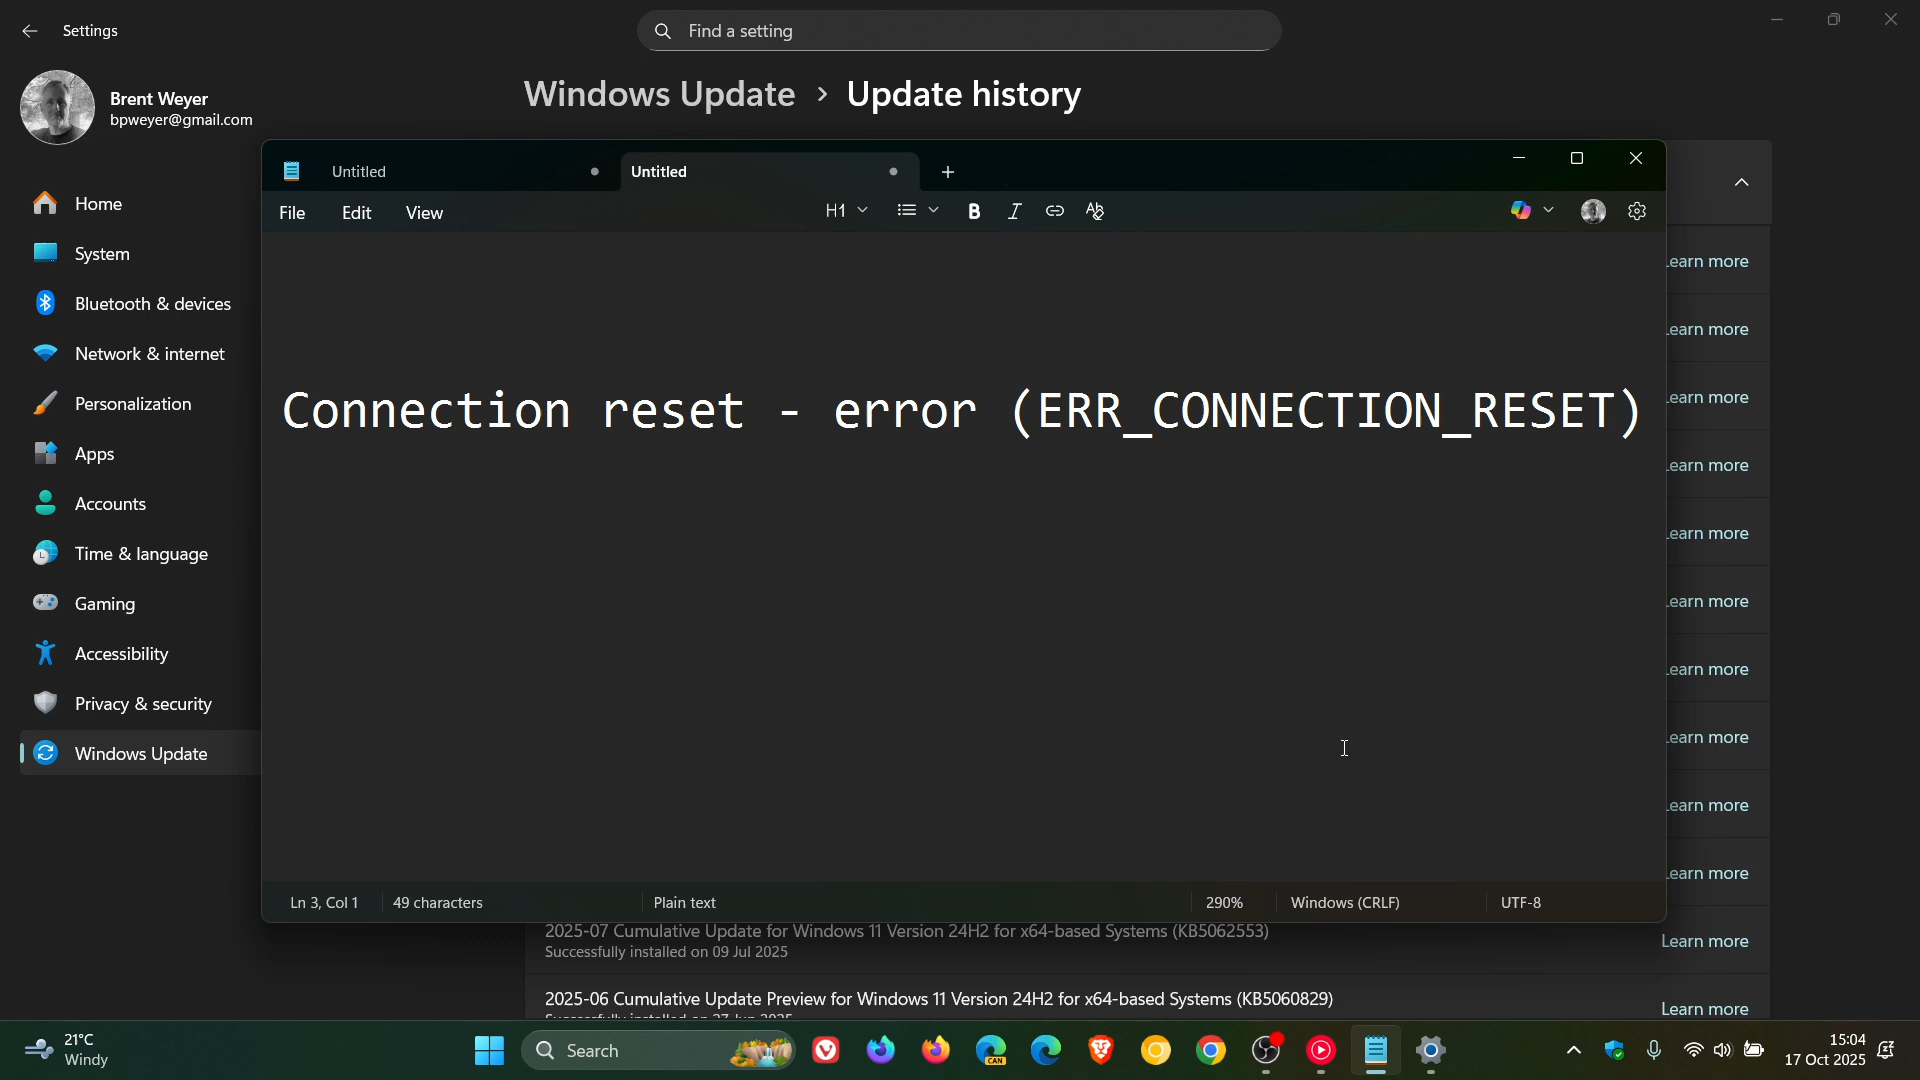 Settings
Find a setting
Brent Weyer
bpweyer@gmail.com
Windows Update > Update history
Home
System
Bluetooth & devices
Network & internet
Personalization
Apps
Accounts
Time & language
Gaming
Accessibility
Privacy & security
Windows Update
Untitled
Untitled
File Edit View
H1
Connection reset - error (ERR_CONNECTION_RESET)
Ln 3, Col 1
49 characters
Plain text
290%
Windows (CRLF)
UTF-8
earn more
earn more
earn more
earn more
earn more
earn more
earn more
earn more
earn more
earn more
2025-07 Cumulative Update for Windows 11 Version 24H2 for x64-based Systems (KB5062553)
Successfully installed on 09 Jul 2025
Learn more
2025-06 Cumulative Update Preview for Windows 11 Version 24H2 for x64-based Systems (KB5060829)
Learn more
21°C
Windy
Search
CAN
15:04
17 Oct 2025